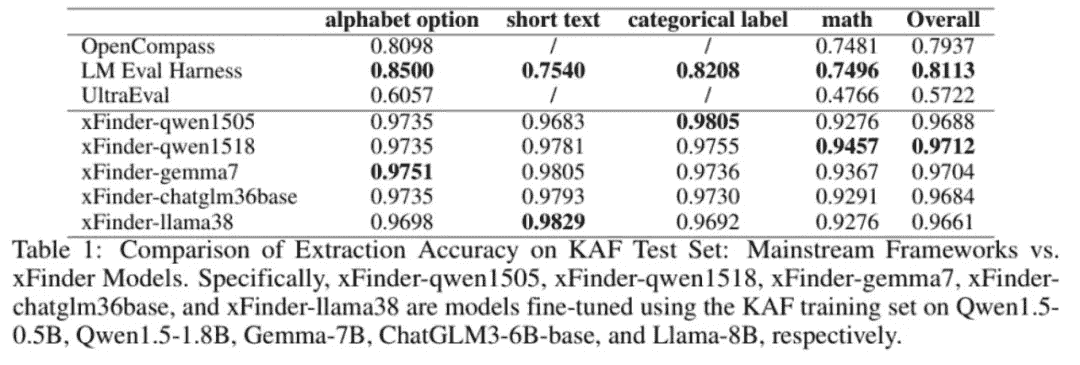 alphabet option short text categorical label math Overall
OpenCompass 0.8098 / / 0.7481 0.7937
LM Eval Harness 0.8500 0.7540 0.8208 0.7496 0.8113
UltraEval 0.6057 / / 0.4766 0.5722
xFinder-qwen1505 0.9735 0.9683 0.9805 0.9276 0.9688
xFinder-qwen1518 0.9735 0.9781 0.9755 0.9457 0.9712
xFinder-gemma7 0.9751 0.9805 0.9736 0.9367 0.9704
xFinder-chatglm36base 0.9735 0.9793 0.9730 0.9291 0.9684
xFinder-llama38 0.9698 0.9829 0.9692 0.9276 0.9661
Table 1: Comparison of Extraction Accuracy on KAF Test Set: Mainstream Frameworks vs.
xFinder Models. Specifically, xFinder-qwen1505, xFinder-qwen1518, xFinder-gemma7, xFinder-
chatglm36base, and xFinder-llama38 are models fine-tuned using the KAF training set on Qwen1.5-
0.5B, Qwen1.5-1.8B, Gemma-7B, ChatGLM3-6B-base, and Llama-8B, respectively.